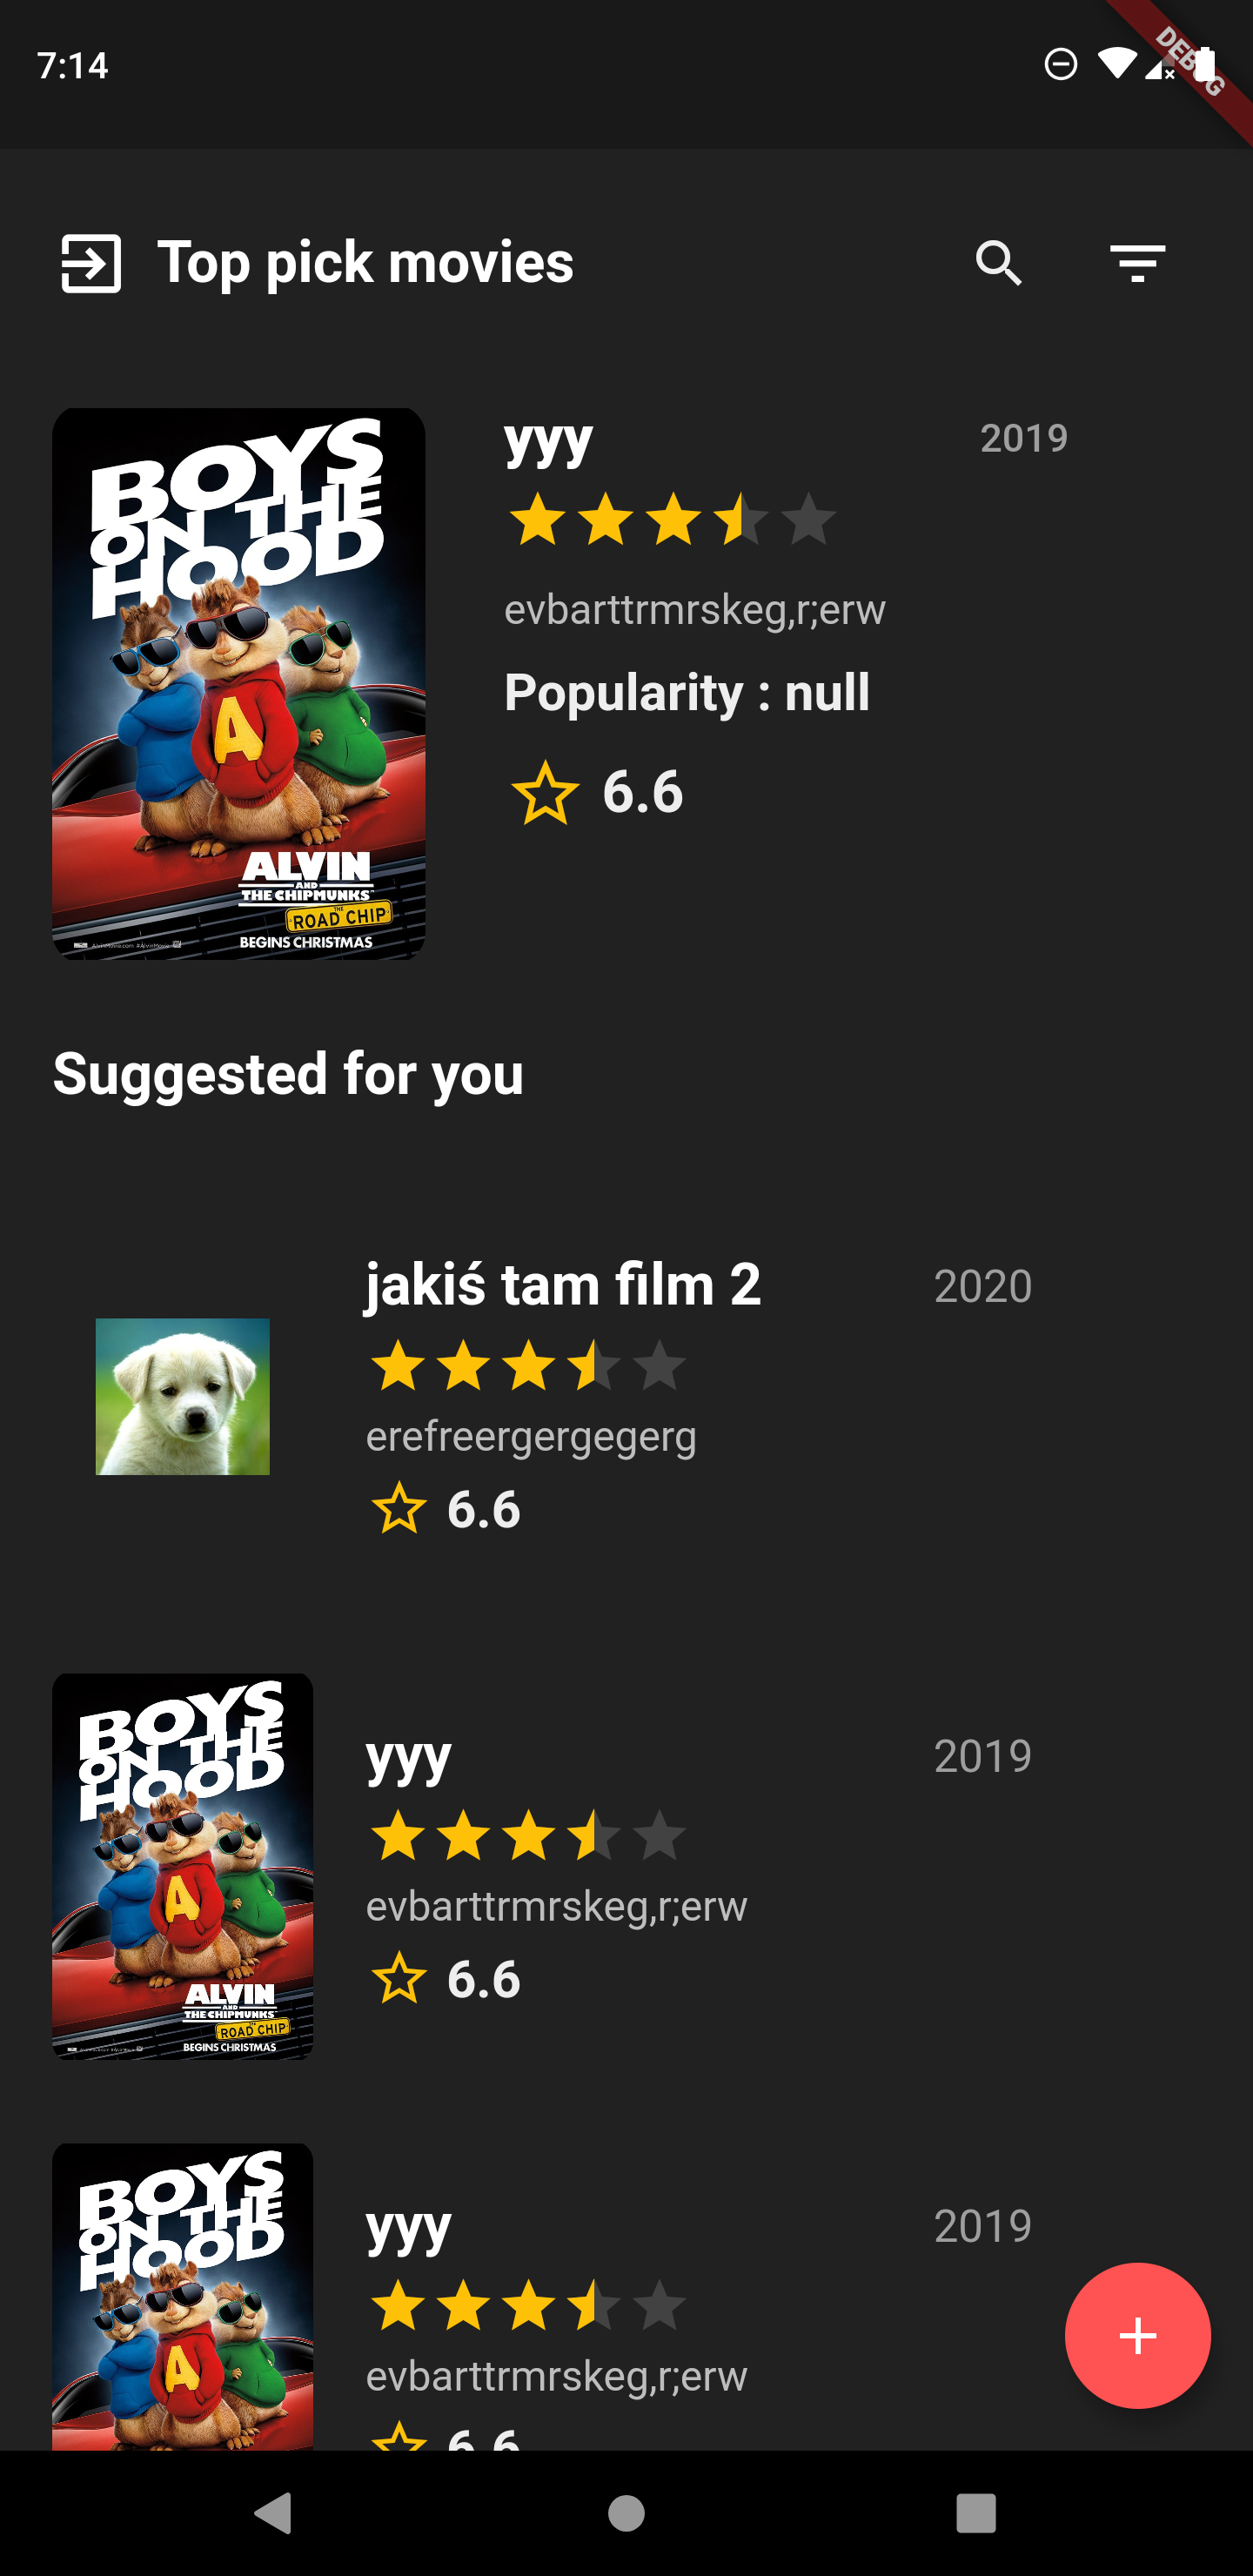 7:14
DEBUG
Top pick movies
BOYS
ON THE
HOOD
A
ALVIN
AND
THE CHIPMUNKS
THE
ROAD CHIP
BEGINS CHRISTMAS
yyy
2019
evbarttrmrskeg,r;erw
Popularity : null
6.6
Suggested for you
jakiś tam film 2
2020
erefreergergegerg
6.6
BOYS
ON THE
HOOD
A
ALVIN
AND
THE CHIPMUNKS
ROAD CHIP
BEGINS CHRISTMAS
yyy
2019
evbarttrmrskeg,r;erw
6.6
BOYS
ON THE
HOOD
A
yyy
2019
evbarttrmrskeg,r;erw
6.6